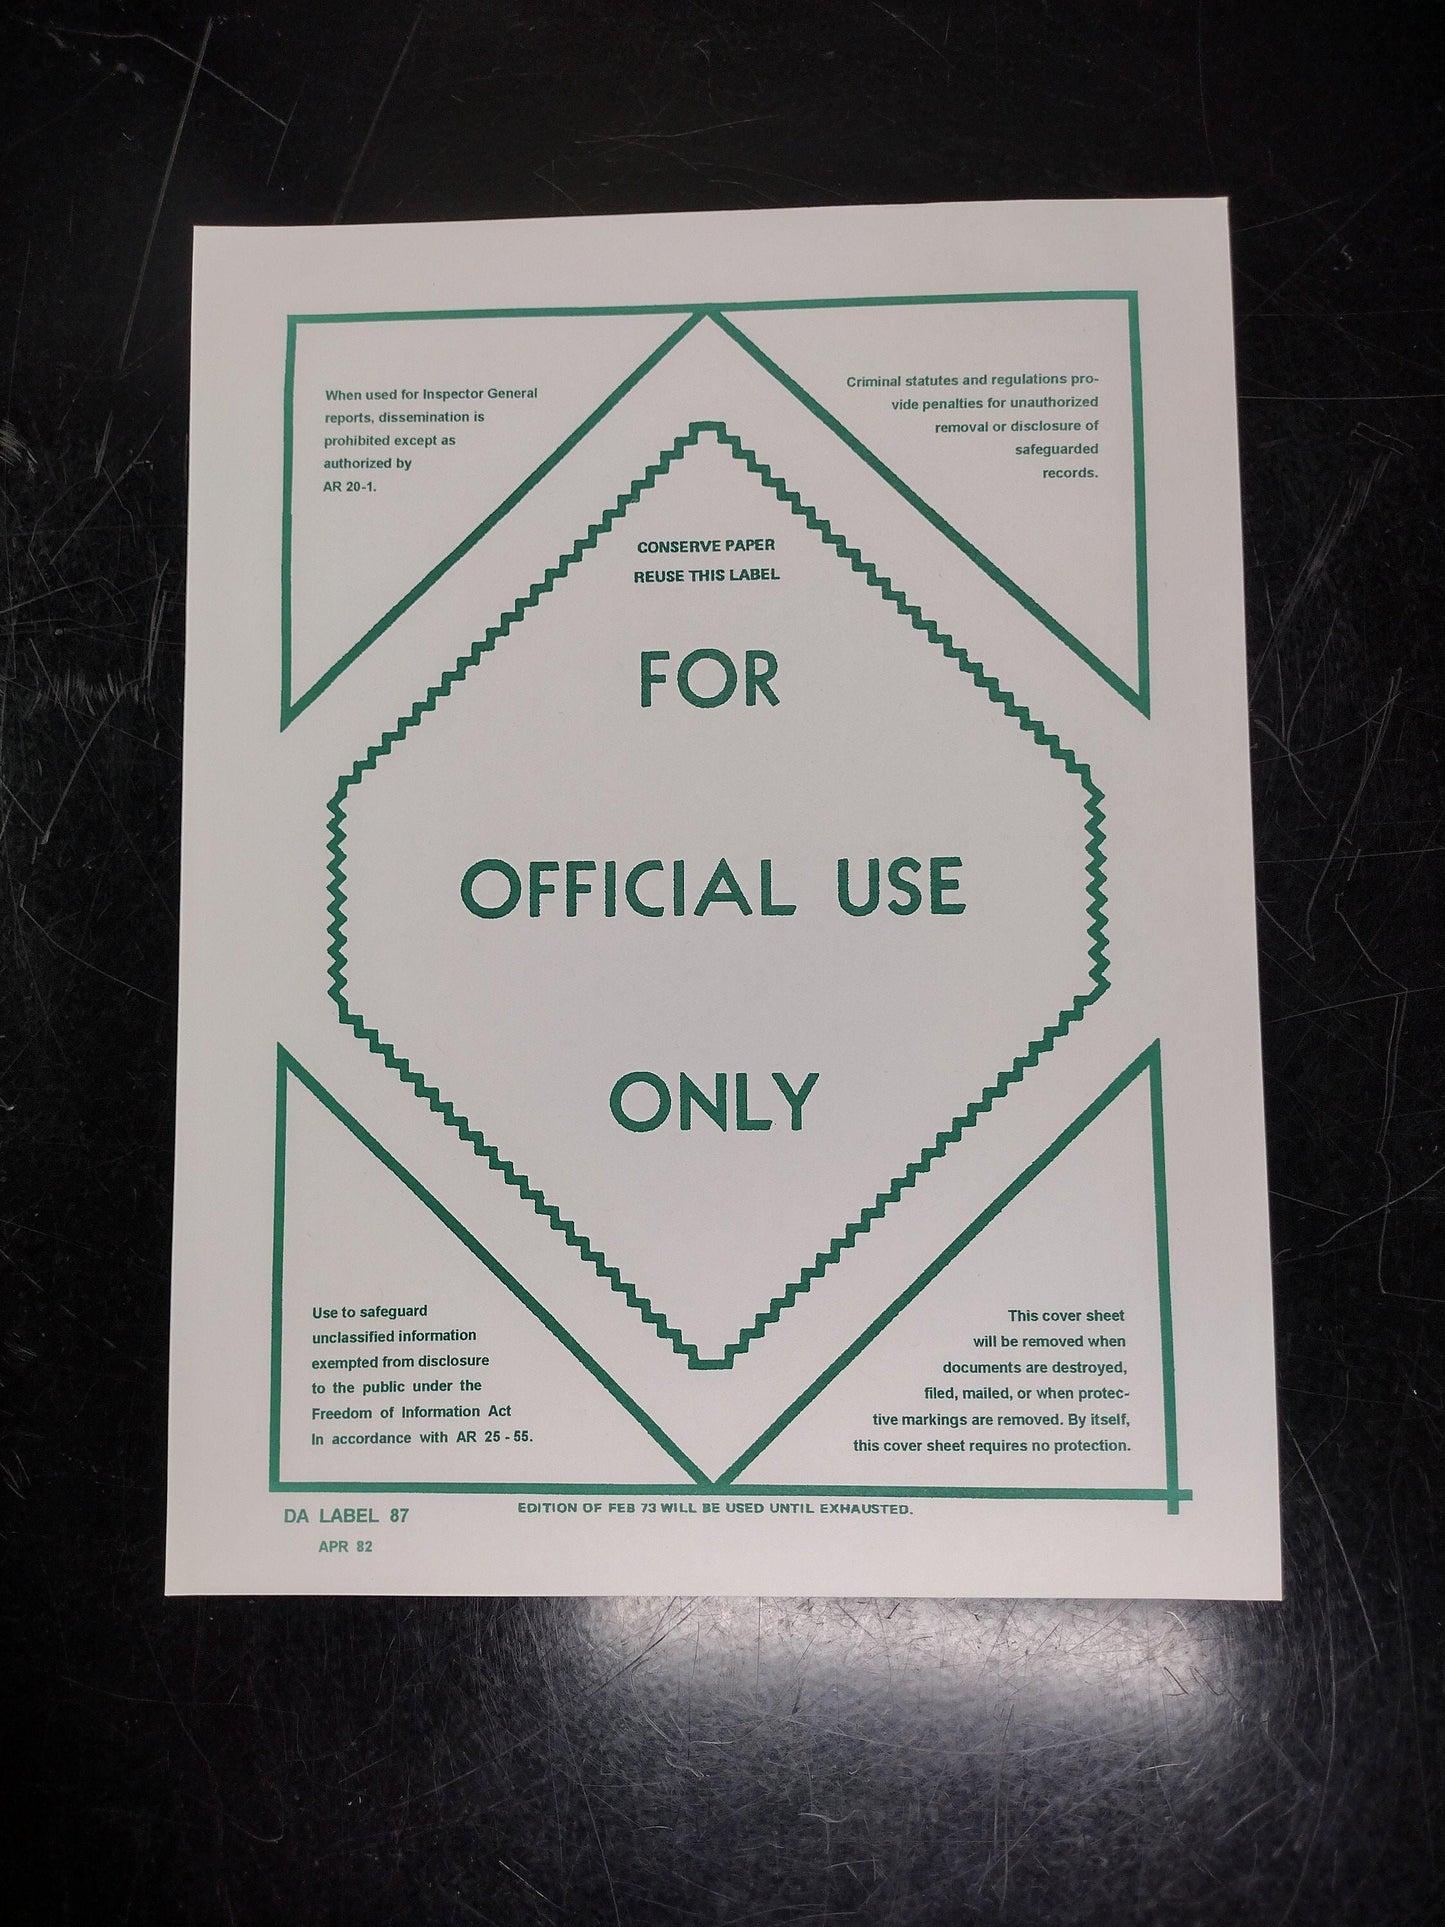 When used for Inspector General
reports, dissemination is
prohibited except as
authorized by
AR 20-1.
Criminal statutes and regulations pro-
vide penalties for unauthorized
removal or disclosure of
safeguarded
records.
CONSERVE PAPER
REUSE THIS LABEL
FOR
OFFICIAL USE
ONLY
Use to safeguard
unclassified information
exempted from disclosure
to the public under the
Freedom of Information Act
In accordance with AR 25-55.
This cover sheet
will be removed when
documents are destroyed,
filed, mailed, or when protec-
tive markings are removed. By itself,
this cover sheet requires no protection.
DA LABEL 87
APR 82
EDITION OF FEB 73 WILL BE USED UNTIL EXHAUSTED.